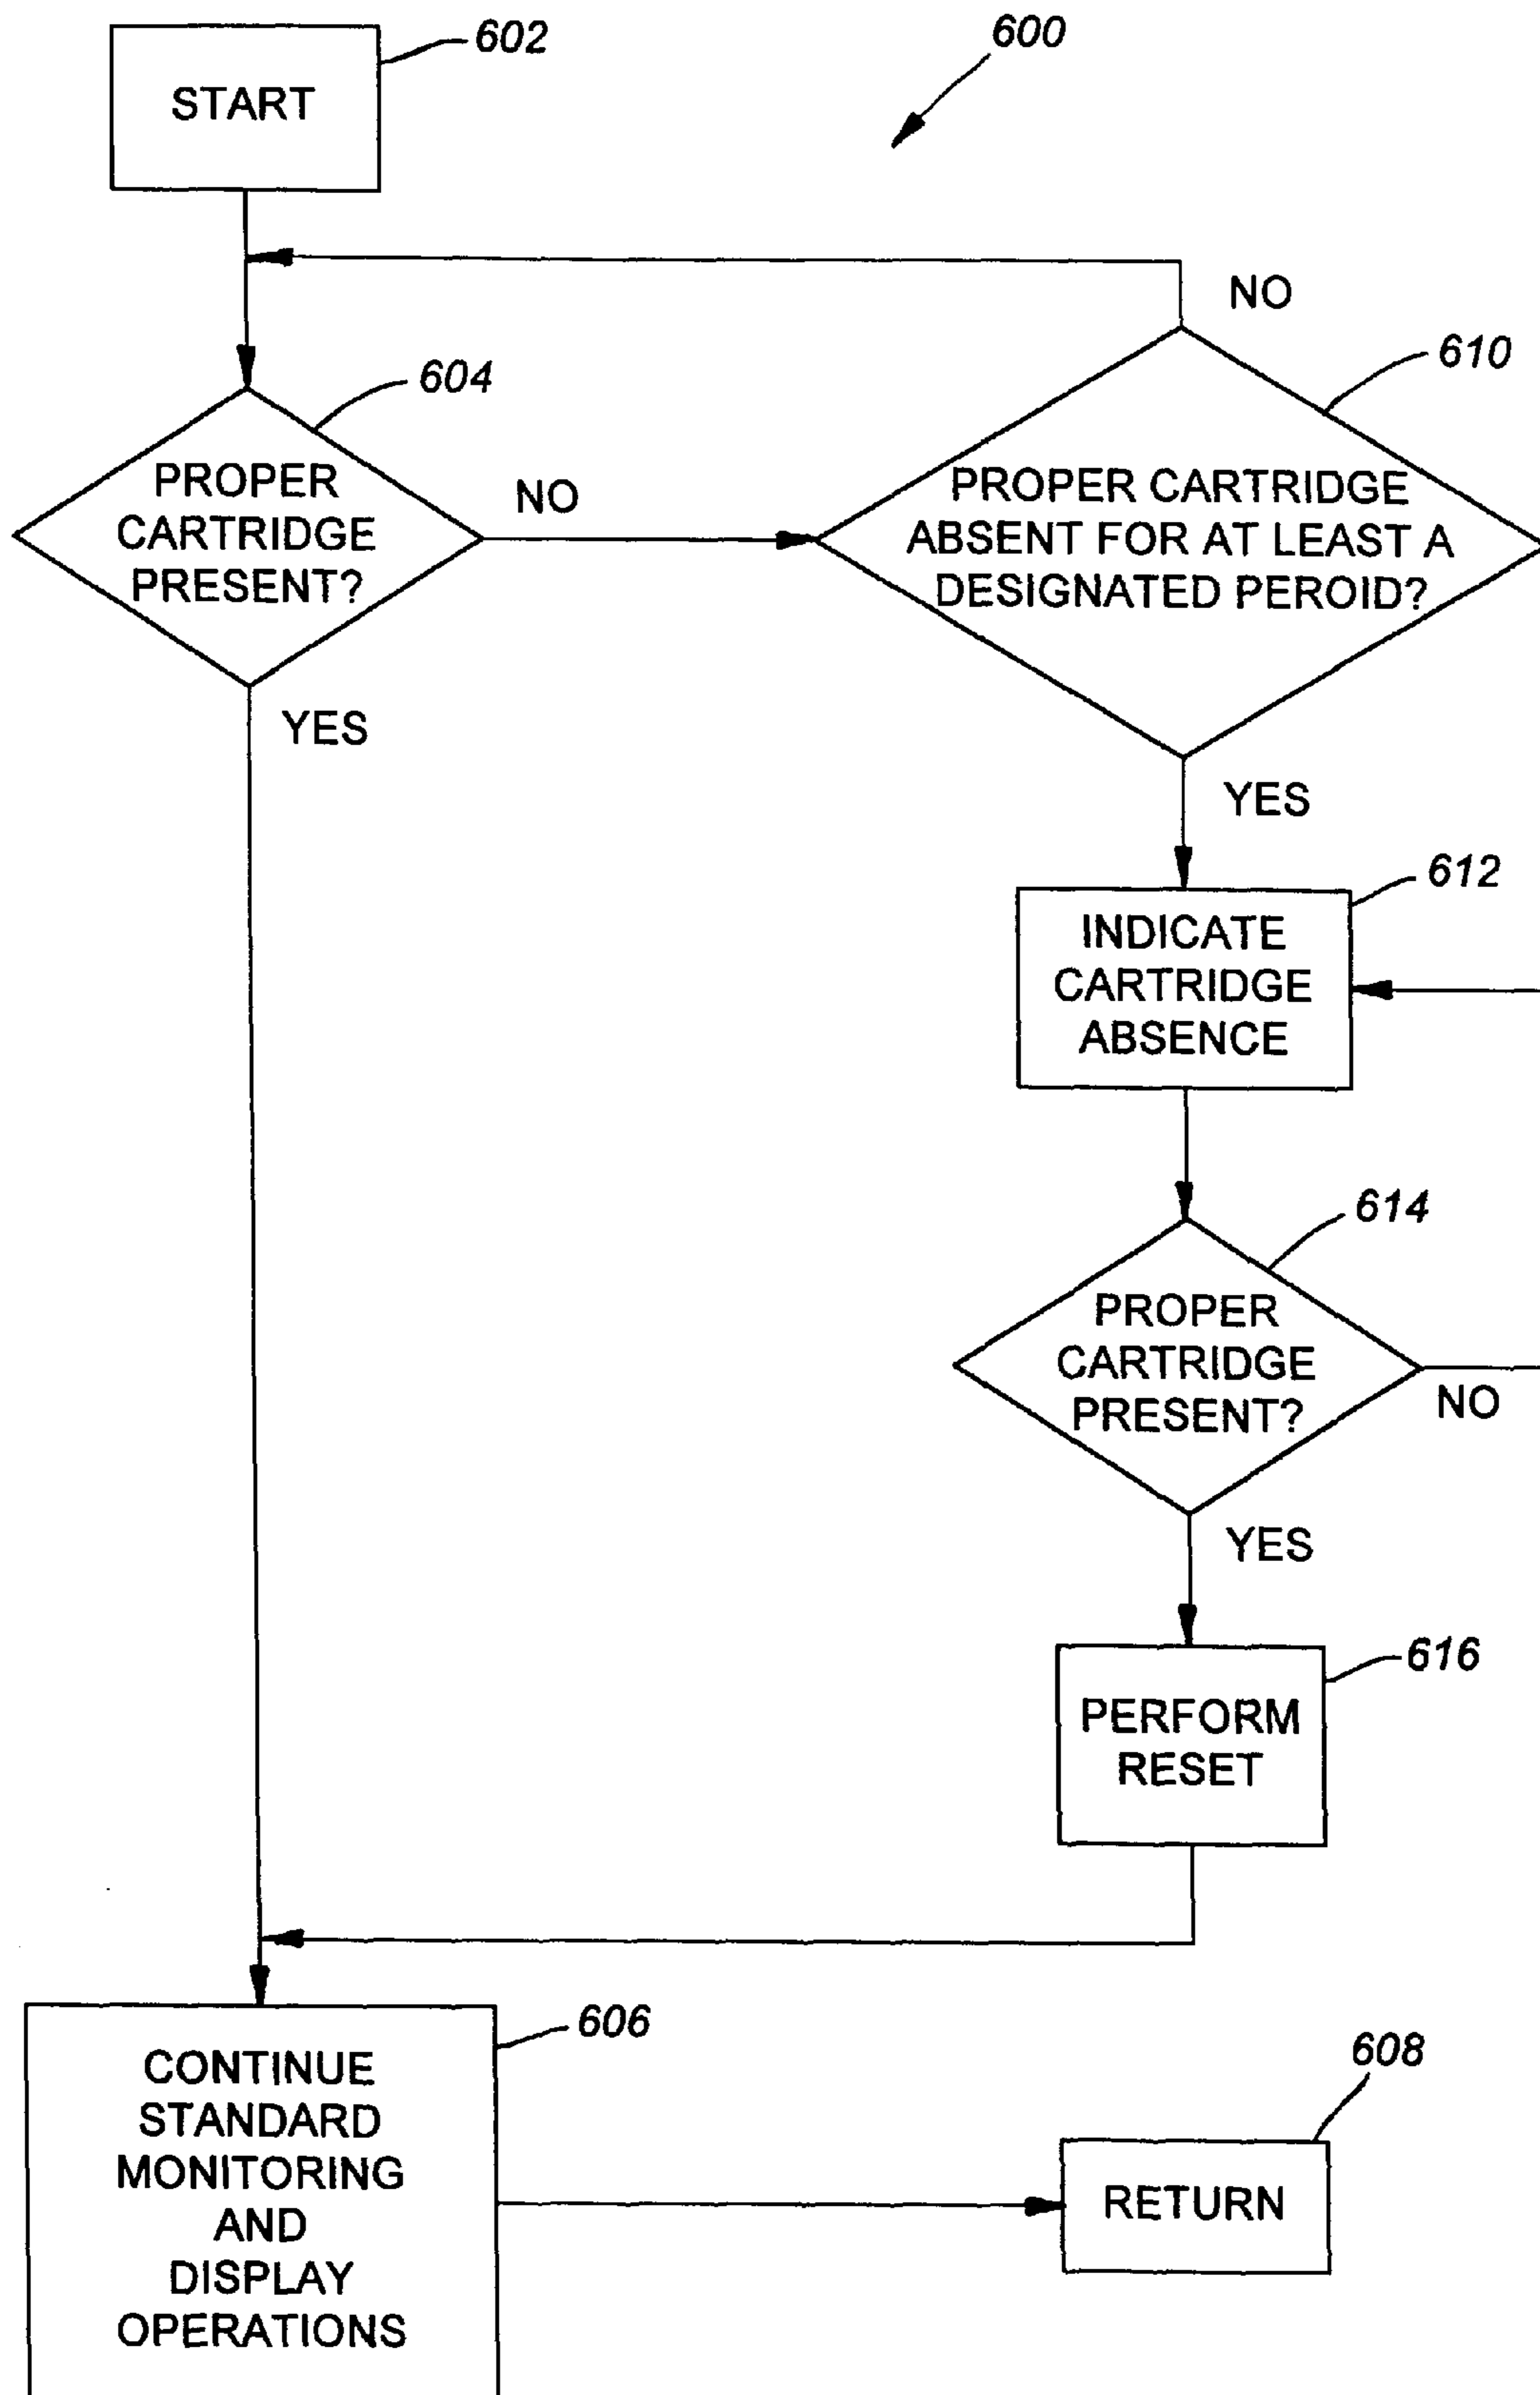 602
600
START
NO
610
604
PROPER
CARTRIDGE
PRESENT?
NO
PROPER CARTRIDGE
ABSENT FOR AT LEAST A
DESIGNATED PEROID?
YES
YES
612
INDICATE
CARTRIDGE
ABSENCE
614
PROPER
CARTRIDGE
PRESENT?
NO
YES
616
PERFORM
RESET
606
CONTINUE
STANDARD
MONITORING
AND
DISPLAY
OPERATIONS
608
RETURN